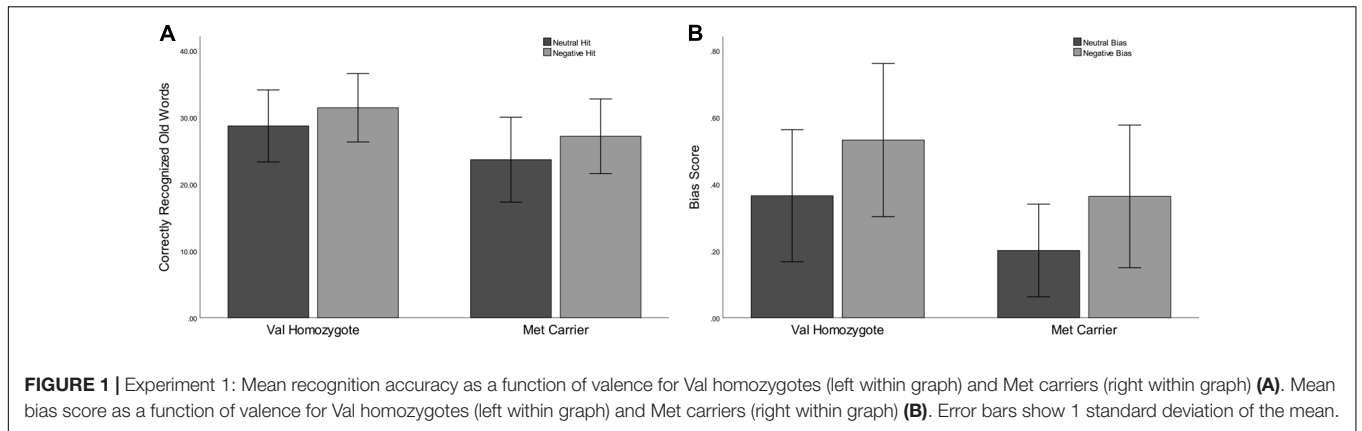 A
40.00
30.00
20.00
10.00
.00
Correctly Recognized Old Words
Neutral Hit
Negative Hit
Val Homozygote
Met Carrier
B
.80
.60
.40
.20
.00
Bias Score
Neutral Bias
Negative Bias
Val Homozygote
Met Carrier
FIGURE 1 | Experiment 1: Mean recognition accuracy as a function of valence for Val homozygotes (left within graph) and Met carriers (right within graph) (A). Mean
bias score as a function of valence for Val homozygotes (left within graph) and Met carriers (right within graph) (B). Error bars show 1 standard deviation of the mean.